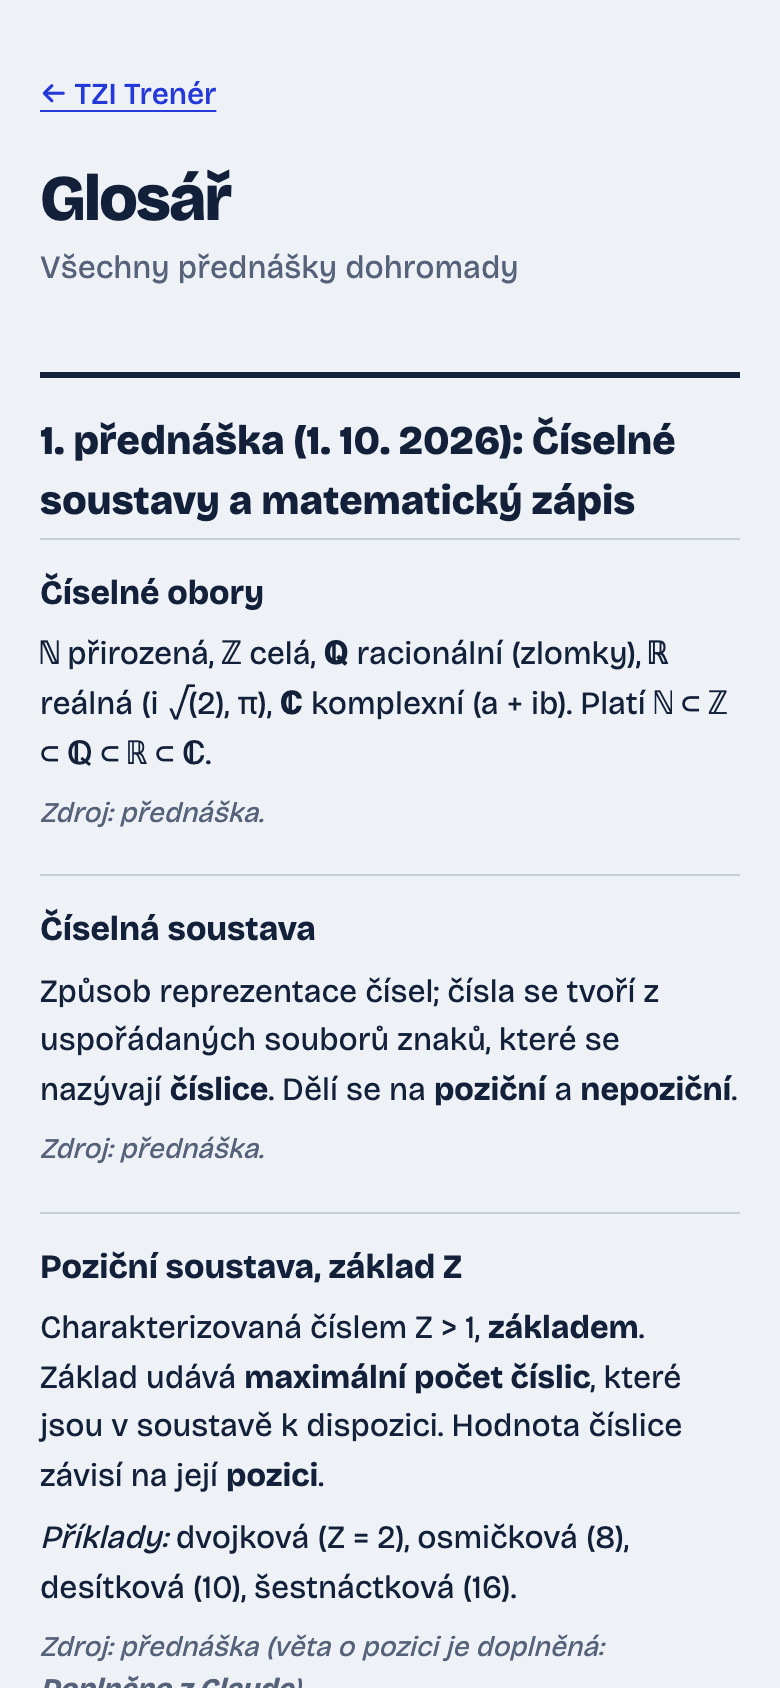 ← TZI Trenér
Glosář
Všechny přednášky dohromady
1. přednáška (1. 10. 2026): Číselné
soustavy a matematický zápis
Číselné obory
ℕ přirozená, ℤ celá, ℚ racionální (zlomky), ℝ
reálná (i √(2), π), ℂ komplexní (a + ib). Platí ℕ ⊂ ℤ
⊂ ℚ ⊂ ℝ ⊂ ℂ.
Zdroj: přednáška.
Číselná soustava
Způsob reprezentace čísel; čísla se tvoří z
uspořádaných souborů znaků, které se
nazývají číslice. Dělí se na poziční a nepoziční.
Zdroj: přednáška.
Poziční soustava, základ Z
Charakterizovaná číslem Z > 1, základem.
Základ udává maximální počet číslic, které
jsou v soustavě k dispozici. Hodnota číslice
závisí na její pozici.
Příklady: dvojková (Z = 2), osmičková (8),
desítková (10), šestnáctková (16).
Zdroj: přednáška (věta o pozici je doplněná:
Doplněno z Claude)